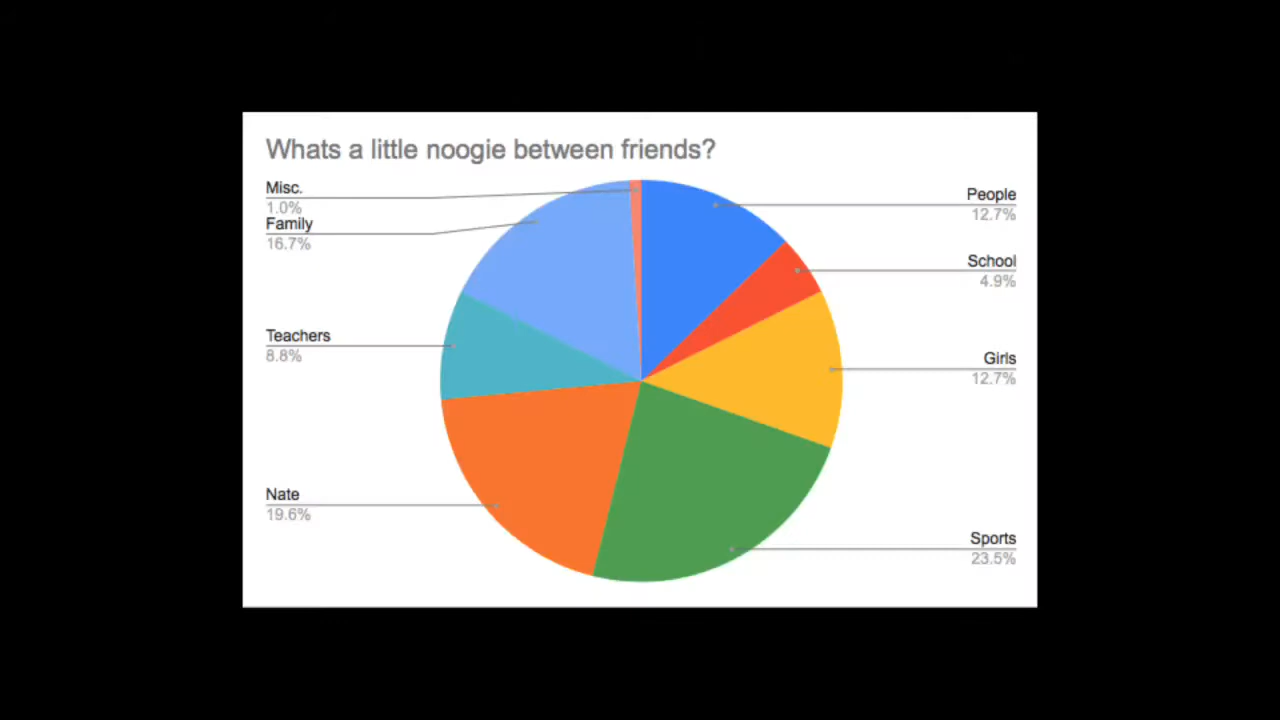 Whats a little noogie between friends?
Misc.
1.0%
Family
16.7%
Teachers
8.8%
Nate
19.6%
People
12.7%
School
4.9%
Girls
12.7%
Sports
23.5%